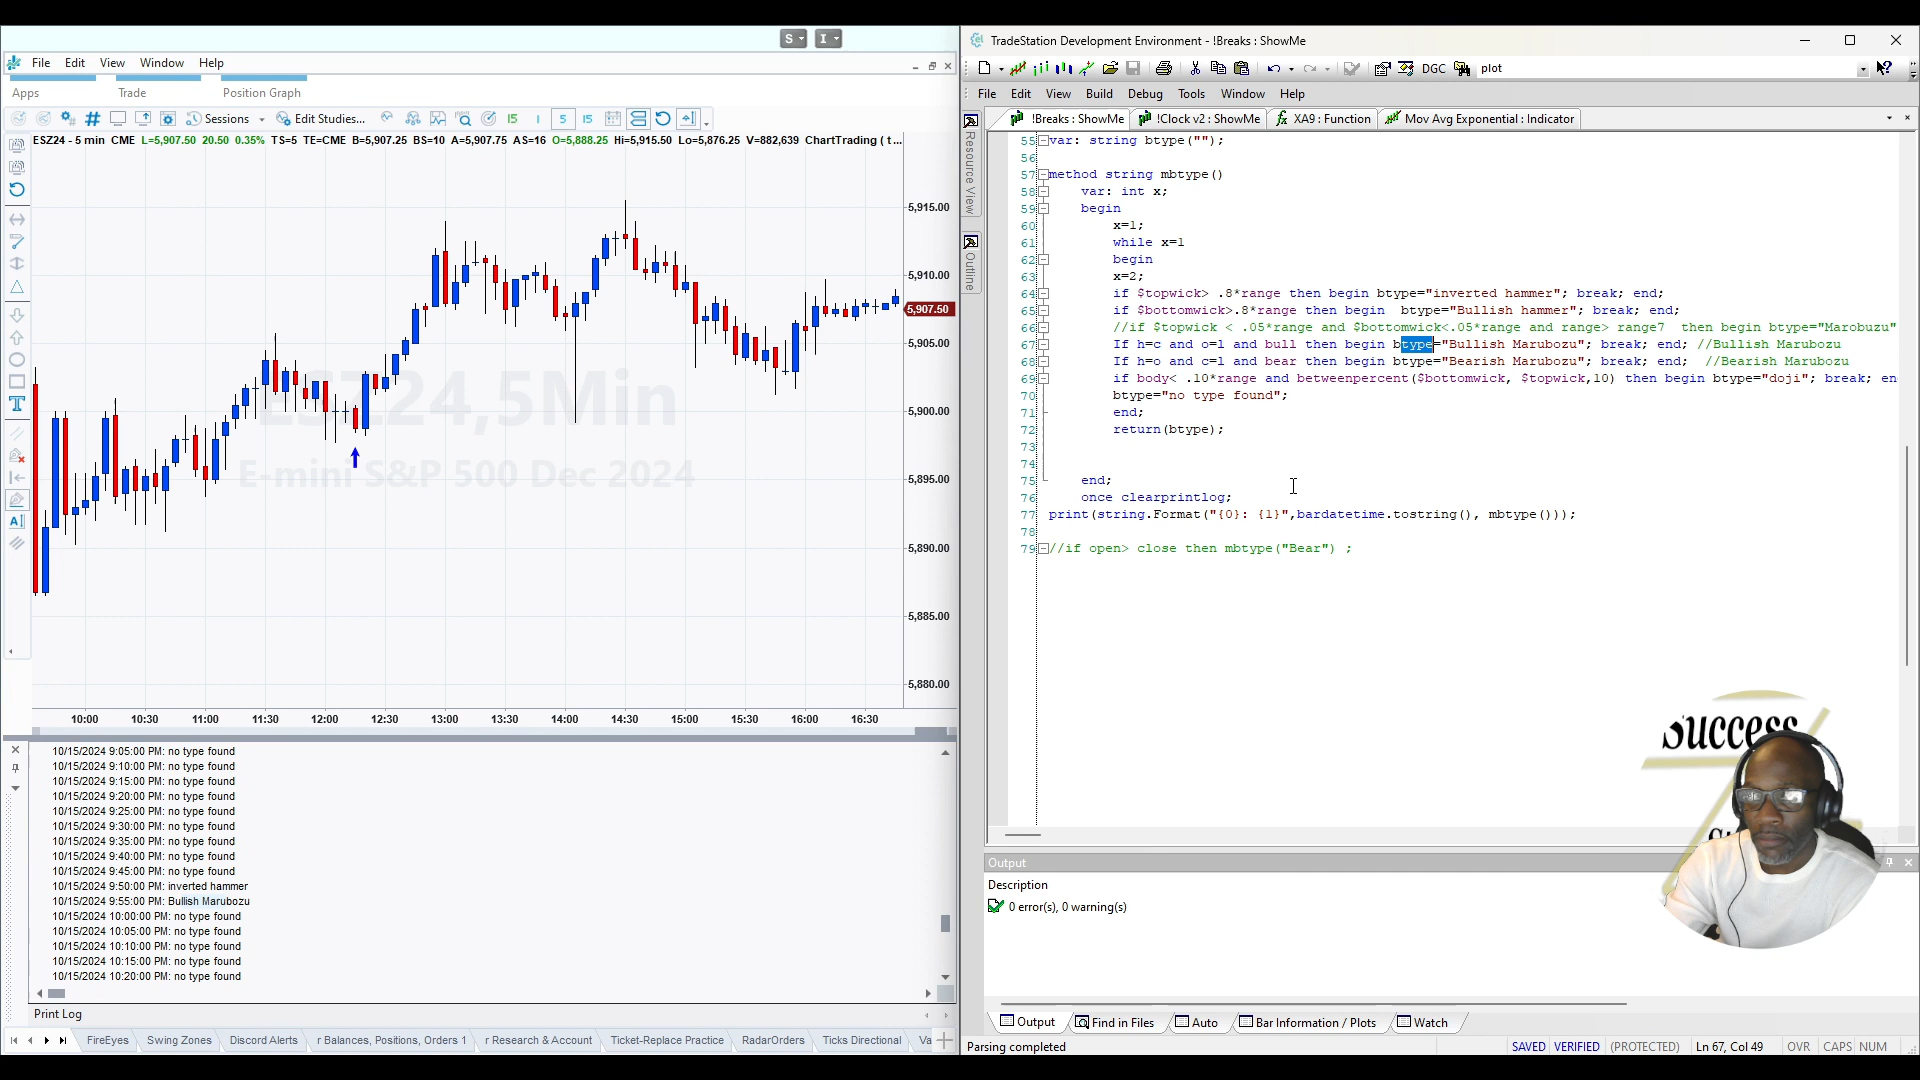 S I
File Edit View Window Help
Apps Trade Position Graph
Sessions Edit Studies... 15 1 5 15
ESZ24 - 5 min CME L=5,907.50 20.50 0.35% TS=5 TE=CME B=5,907.25 BS=10 A=5,907.75 AS=16 O=5,888.25 Hi=5,915.50 Lo=5,876.25 V=882,639 ChartTrading ( t...
5,915.00
5,910.00
5,907.50
5,905.00
5,900.00
5,895.00
5,890.00
5,885.00
5,880.00
ESZ24,5Min
E-mini S&P 500 Dec 2024
10:00 10:30 11:00 11:30 12:00 12:30 13:00 13:30 14:00 14:30 15:00 15:30 16:00 16:30
10/15/2024 9:05:00 PM: no type found
10/15/2024 9:10:00 PM: no type found
10/15/2024 9:15:00 PM: no type found
10/15/2024 9:20:00 PM: no type found
10/15/2024 9:25:00 PM: no type found
10/15/2024 9:30:00 PM: no type found
10/15/2024 9:35:00 PM: no type found
10/15/2024 9:40:00 PM: no type found
10/15/2024 9:45:00 PM: no type found
10/15/2024 9:50:00 PM: inverted hammer
10/15/2024 9:55:00 PM: Bullish Marubozu
10/15/2024 10:00:00 PM: no type found
10/15/2024 10:05:00 PM: no type found
10/15/2024 10:10:00 PM: no type found
10/15/2024 10:15:00 PM: no type found
10/15/2024 10:20:00 PM: no type found
Print Log
FireEyes Swing Zones Discord Alerts r Balances, Positions, Orders 1 r Research & Account Ticket-Replace Practice RadarOrders Ticks Directional Va
TradeStation Development Environment - !Breaks : ShowMe
DGC plot
File Edit View Build Debug Tools Window Help
!Breaks : ShowMe !Clock v2 : ShowMe XA9 : Function Mov Avg Exponential : Indicator
Resource View
Outline
55 var: string btype("");
56
57 method string mbtype()
58 var: int x;
59 begin
60 x=1;
61 while x=1
62 begin
63 x=2;
64 if $topwick> .8*range then begin btype="inverted hammer"; break; end;
65 if $bottomwick>.8*range then begin btype="Bullish hammer"; break; end;
66 //if $topwick < .05*range and $bottomwick<.05*range and range> range7 then begin btype="Marobuzu"
67 If h=c and o=l and bull then begin btype="Bullish Marubozu"; break; end; //Bullish Marubozu
68 If h=o and c=l and bear then begin btype="Bearish Marubozu"; break; end; //Bearish Marubozu
69 if body< .10*range and betweenpercent($bottomwick, $topwick,10) then begin btype="doji"; break; en
70 btype="no type found";
71 end;
72 return(btype);
73
74
75 end;
76 once clearprintlog;
77 print(string.Format("{0}: {1}",bardatetime.tostring(), mbtype()));
78
79 //if open> close then mbtype("Bear") ;
Success
Output
Description
0 error(s), 0 warning(s)
Output Find in Files Auto Bar Information / Plots Watch
Parsing completed SAVED VERIFIED (PROTECTED) Ln 67, Col 49 OVR CAPS NUM